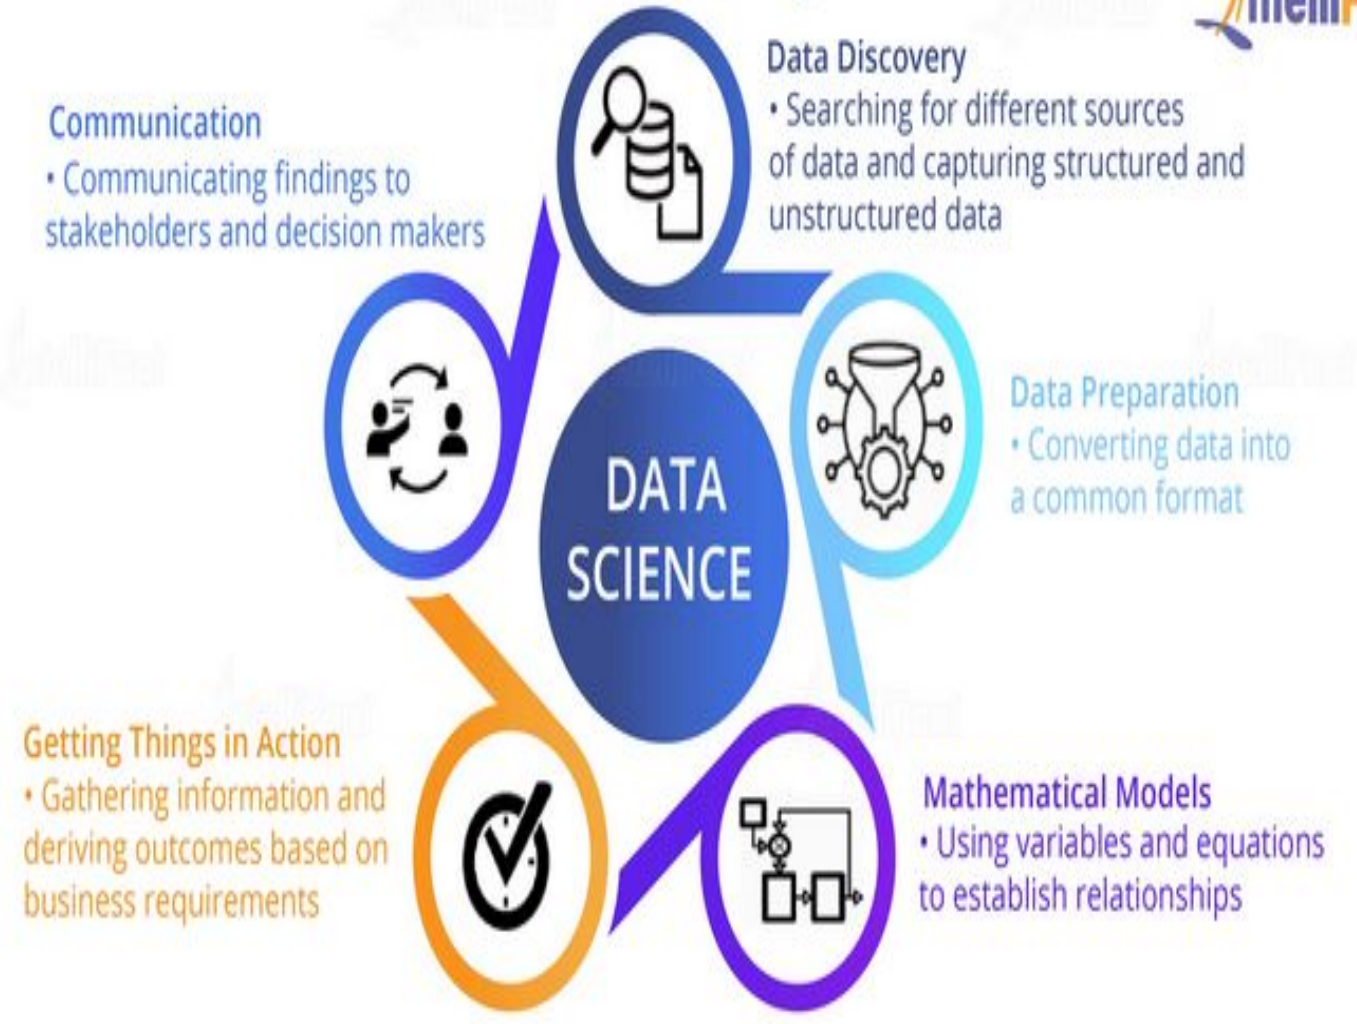 Data Discovery
• Searching for different sources
of data and capturing structured and
unstructured data
Data Preparation
• Converting data into
a common format
Mathematical Models
• Using variables and equations
to establish relationships
Getting Things in Action
• Gathering information and
deriving outcomes based on
business requirements
Communication
• Communicating findings to
stakeholders and decision makers
DATA
SCIENCE